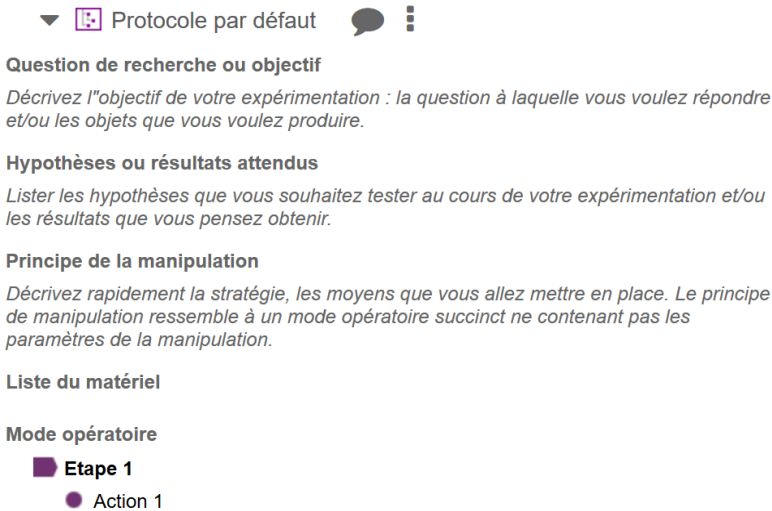 Protocole par défaut
Question de recherche ou objectif
Décrivez l"objectif de votre expérimentation : la question à laquelle vous voulez répondre
et/ou les objets que vous voulez produire.
Hypothèses ou résultats attendus
Lister les hypothèses que vous souhaitez tester au cours de votre expérimentation et/ou
les résultats que vous pensez obtenir.
Principe de la manipulation
Décrivez rapidement la stratégie, les moyens que vous allez mettre en place. Le principe
de manipulation ressemble à un mode opératoire succinct ne contenant pas les
paramètres de la manipulation.
Liste du matériel
Mode opératoire
Etape 1
Action 1